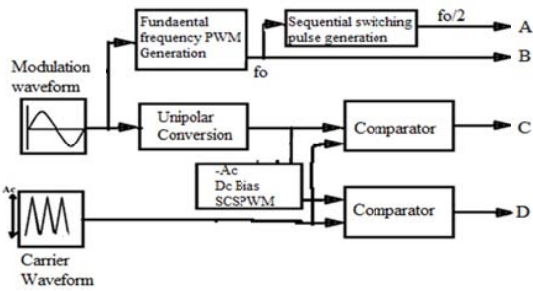 Fundaental
frequency PWM
Generation
Sequential switching
pulse generation
fo/2
A
B
fo
Modulation
waveform
Unipolar
Conversion
Comparator
C
-Ac
Dc Bias
SCSPWM
Ac
Comparator
D
Carrier
Waveform